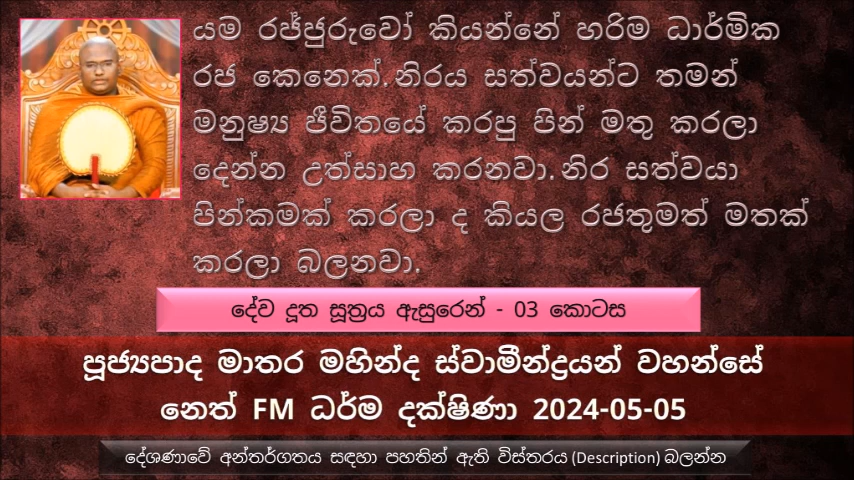 යම රජ්ජුරුවෝ කියන්නේ හරිම ධාර්මික
රජ කෙනෙක්. නිරය සත්වයන්ට තමන්
මනුෂ්‍ය ජීවිතයේ කරපු පින් මතු කරලා
දෙන්න උත්සාහ කරනවා. නිර සත්වයා
පින්කමක් කරලා ද කියල රජතුමත් මතක්
කරලා බලනවා.
දේව දූත සූත්‍රය ඇසුරෙන් - 03 කොටස
පූජ්‍යපාද මාතර මහින්ද ස්වාමීන්ද්‍රයන් වහන්සේ
නෙත් FM ධර්ම දක්ෂිණා 2024-05-05
දේශණාවේ අන්තර්ගතය සඳහා පහතින් ඇති විස්තරය (Description) බලන්න